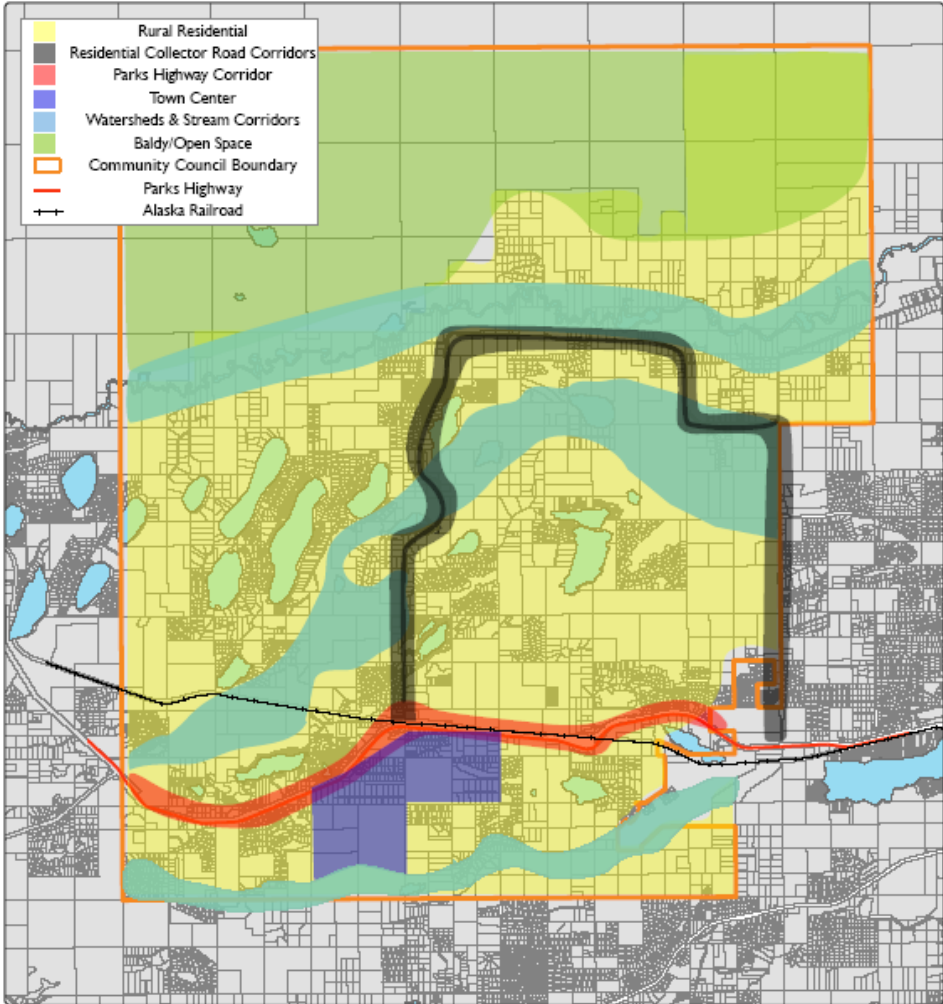 Rural Residential
Residential Collector Road Corridors
Parks Highway Corridor
Town Center
Watersheds & Stream Corridors
Baldy/Open Space
Community Council Boundary
Parks Highway
Alaska Railroad